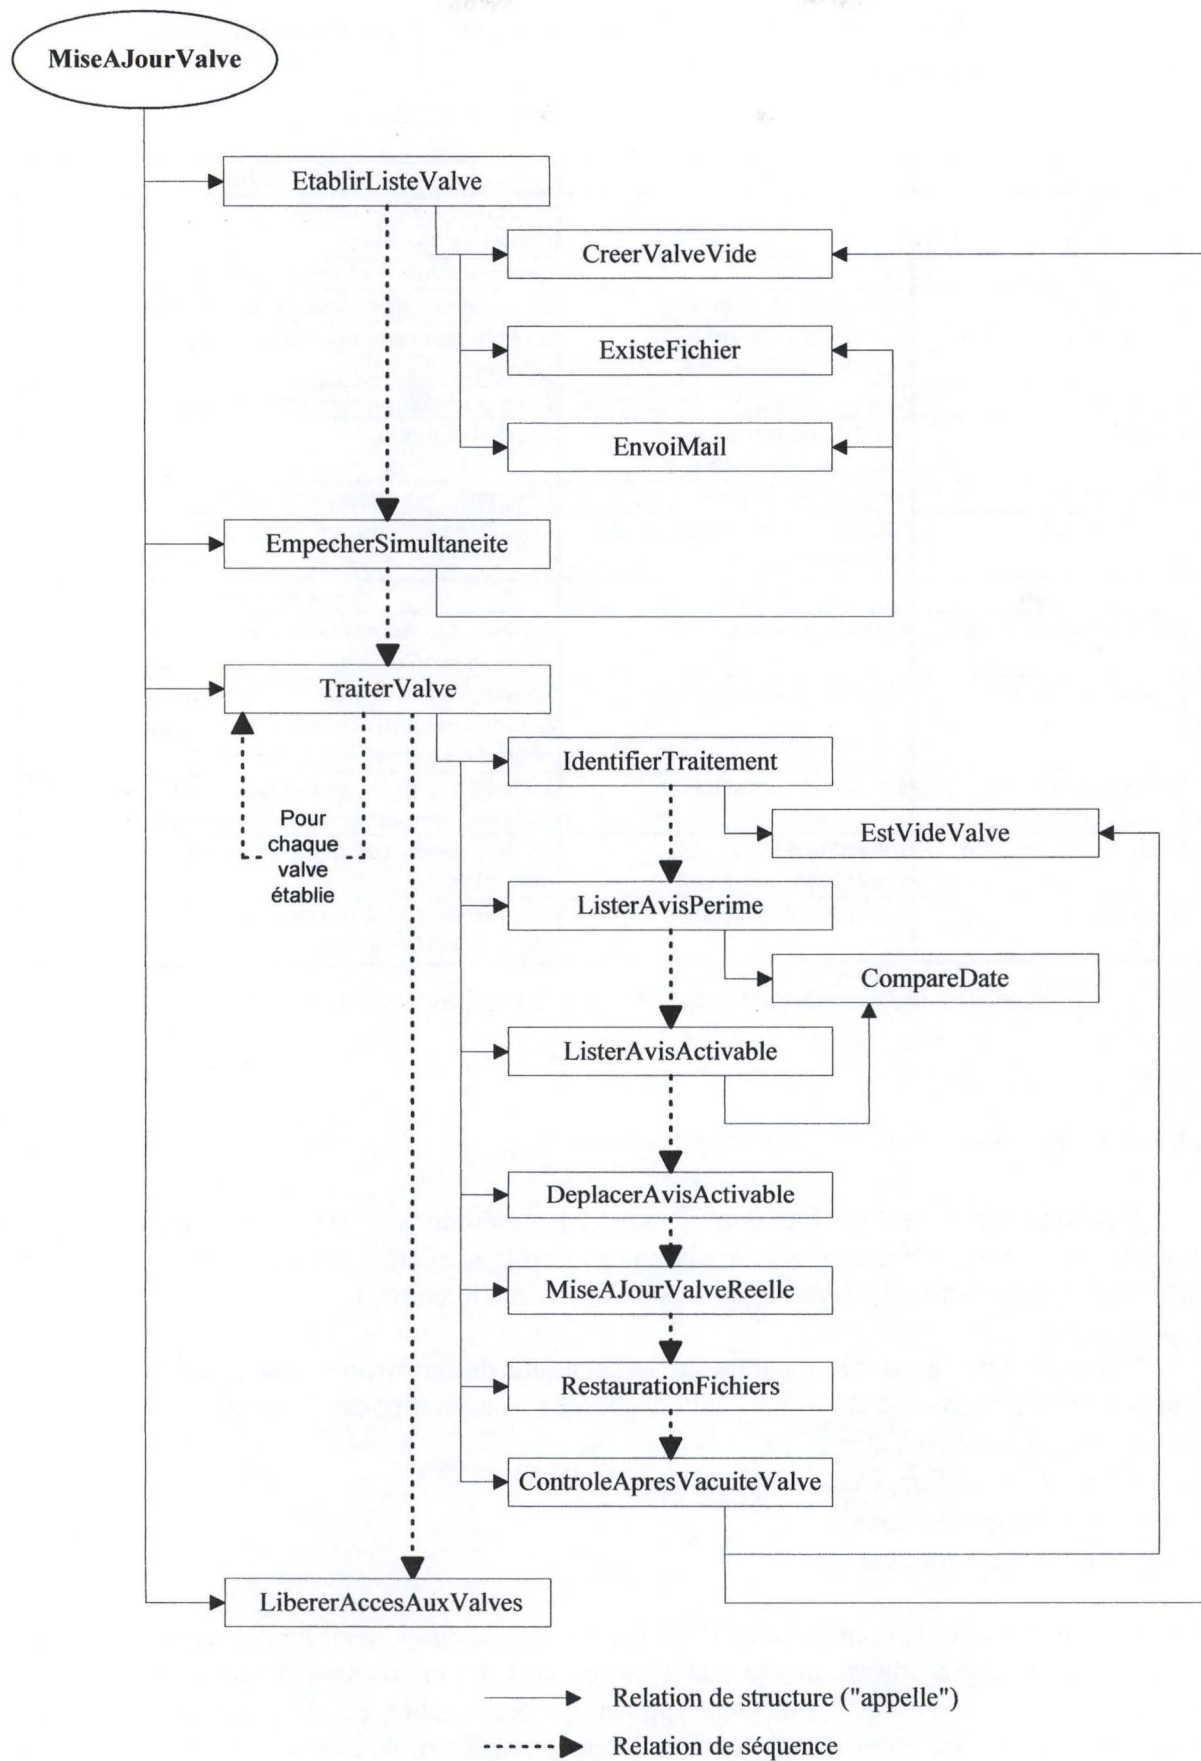 MiseAJourValve
EtablirListeValve
CreerValveVide
ExisteFichier
EnvoiMail
EmpecherSimultaneite
TraiterValve
IdentifierTraitement
Pour
chaque
valve
établie
EstVideValve
ListerAvisPerime
CompareDate
ListerAvisActivable
DeplacerAvisActivable
MiseAJourValveReelle
RestaurationFichiers
ControleApresVacuiteValve
LibererAccesAuxValves
Relation de structure ("appelle")
Relation de séquence